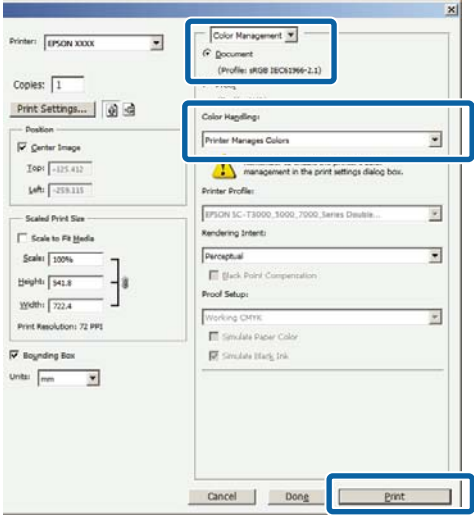 Printer: EPSON XXXX
Copies: 1
Print Settings...
Position
Center Image
Top: -125.412
Left: -259.115
Scaled Print Size
Scale to Fit Media
Scale: 100%
Height: 541.8
Width: 722.4
Print Resolution: 72 PPI
Bounding Box
Units: mm
Color Management
Document
(Profile: sRGB IEC61966-2.1)
Color Handling:
Printer Manages Colors
management in the print settings dialog box.
Printer Profile:
EPSON SC-T3000_5000_7000_Series Double...
Rendering Intent:
Perceptual
Black Point Compensation
Proof Setup:
Working CMYK
Simulate Paper Color
Simulate Black Ink
Cancel
Done
Print